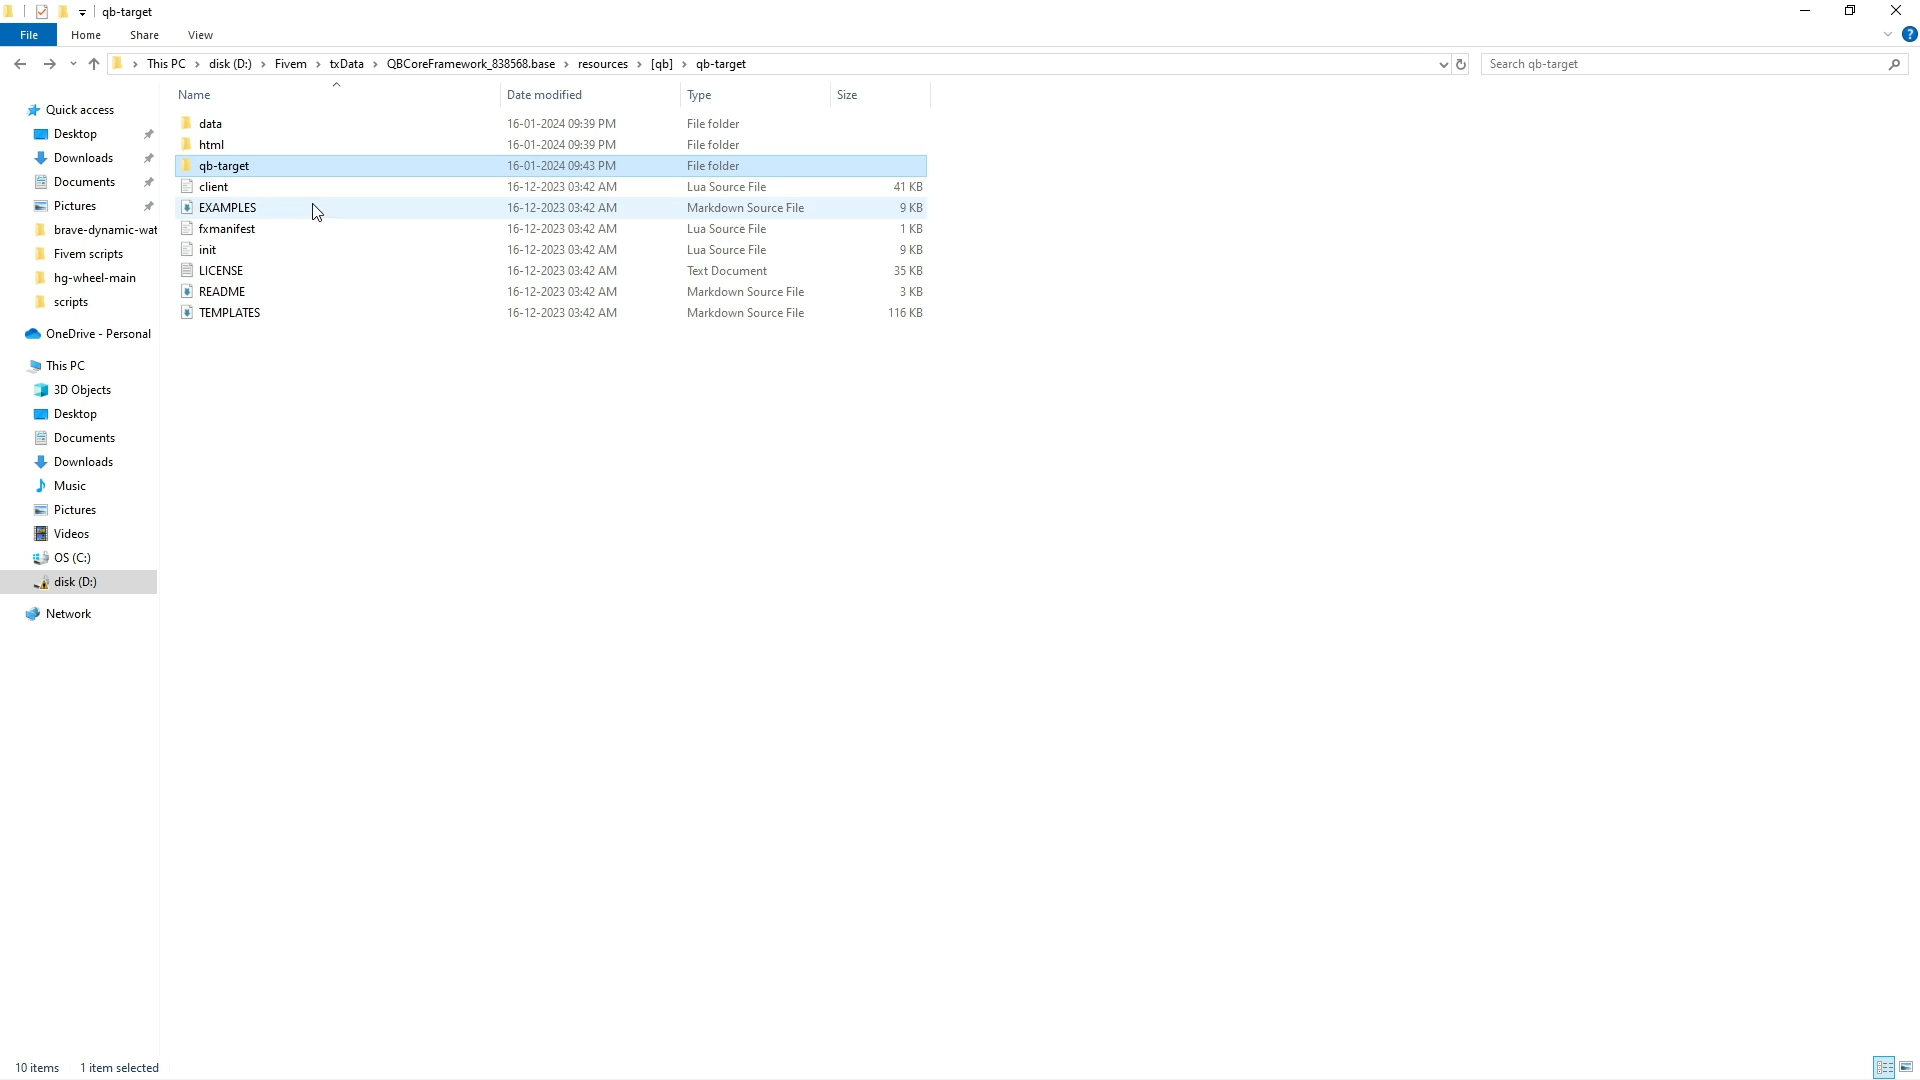 qb-target
File Home Share View
This PC disk (D:) Fivem txData QBCoreFramework_838568.base resources [qb] qb-target
Search qb-target
Name Date modified Type Size
data 16-01-2024 09:39 PM File folder
html 16-01-2024 09:39 PM File folder
qb-target 16-01-2024 09:43 PM File folder
client 16-12-2023 03:42 AM Lua Source File 41 KB
EXAMPLES 16-12-2023 03:42 AM Markdown Source File 9 KB
fxmanifest 16-12-2023 03:42 AM Lua Source File 1 KB
init 16-12-2023 03:42 AM Lua Source File 9 KB
LICENSE 16-12-2023 03:42 AM Text Document 35 KB
README 16-12-2023 03:42 AM Markdown Source File 3 KB
TEMPLATES 16-12-2023 03:42 AM Markdown Source File 116 KB
Quick access
Desktop
Downloads
Documents
Pictures
brave-dynamic-wat
Fivem scripts
hg-wheel-main
scripts
OneDrive - Personal
This PC
3D Objects
Desktop
Documents
Downloads
Music
Pictures
Videos
OS (C:)
disk (D:)
Network
10 items 1 item selected